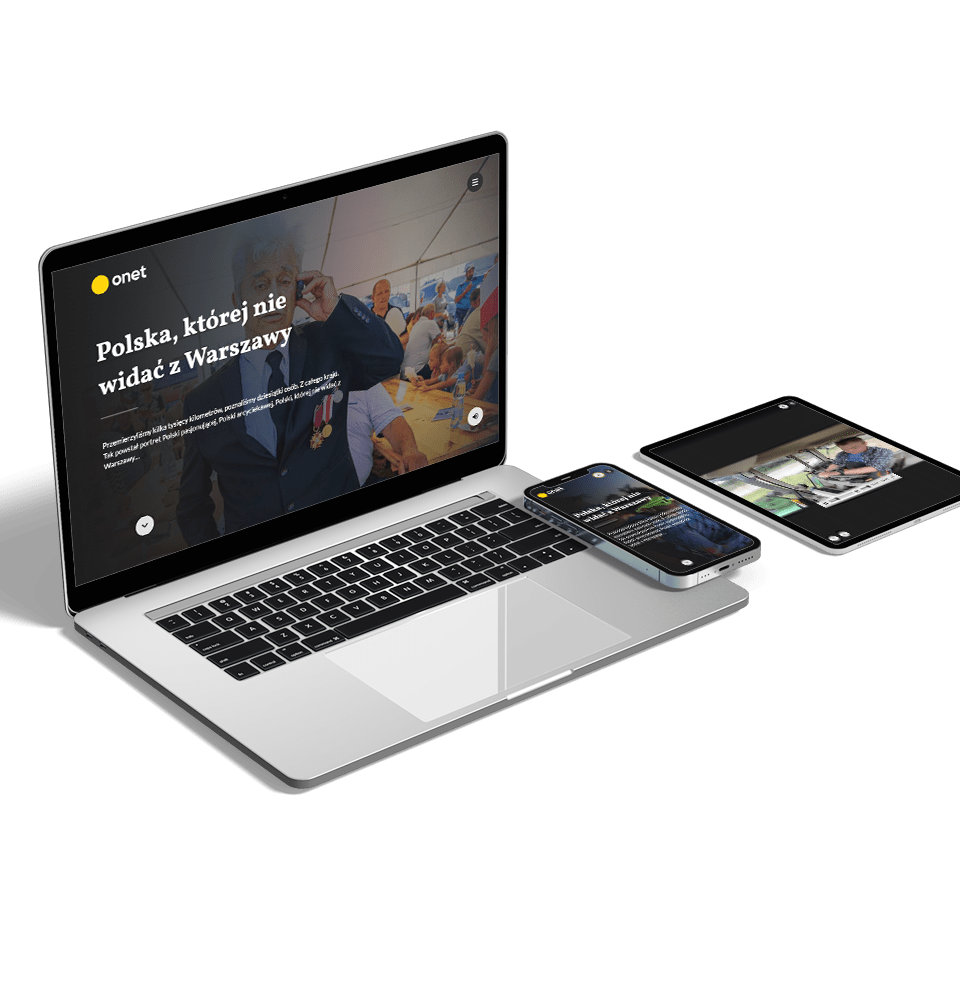 onet
Polska, której nie
widać z Warszawy
Przemierzyliśmy kilka tysięcy kilometrów, poznaliśmy dziesiątki osób. Z całego kraju.
Tak powstał portret Polski pasjonującej, Polski arcyciekawej, Polski, której nie widać z
Warszawy...
onet
Polska, której nie
widać z Warszawy